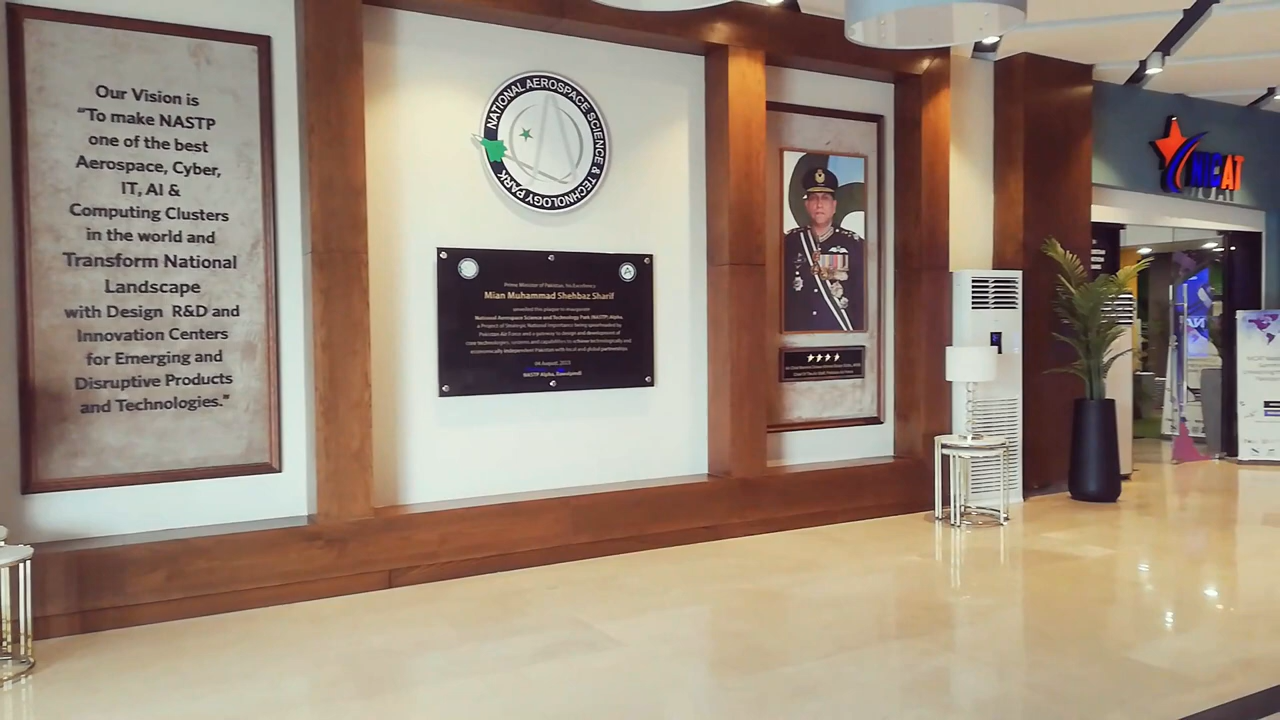 Our Vision is
“To make NASTP
one of the best
Aerospace, Cyber,
IT, AI &
Computing Clusters
in the world and
Transform National
Landscape
with Design R&D and
Innovation Centers
for Emerging and
Disruptive Products
and Technologies.”
NATIONAL AEROSPACE SCIENCE & TECHNOLOGY PARK
Prime Minister of Pakistan, His Excellency
Mian Muhammad Shehbaz Sharif
unveiled this plaque to inaugurate
National Aerospace Science and Technology Park (NASTP) Alpha,
a Project of Strategic National Importance being spearheaded by
Pakistan Air Force and a gateway to design and development of
core technologies, systems and capabilities to achieve technologically and
economically independent Pakistan with local and global partnerships.
04 August, 2023
NASTP Alpha, Rawalpindi
NICAT